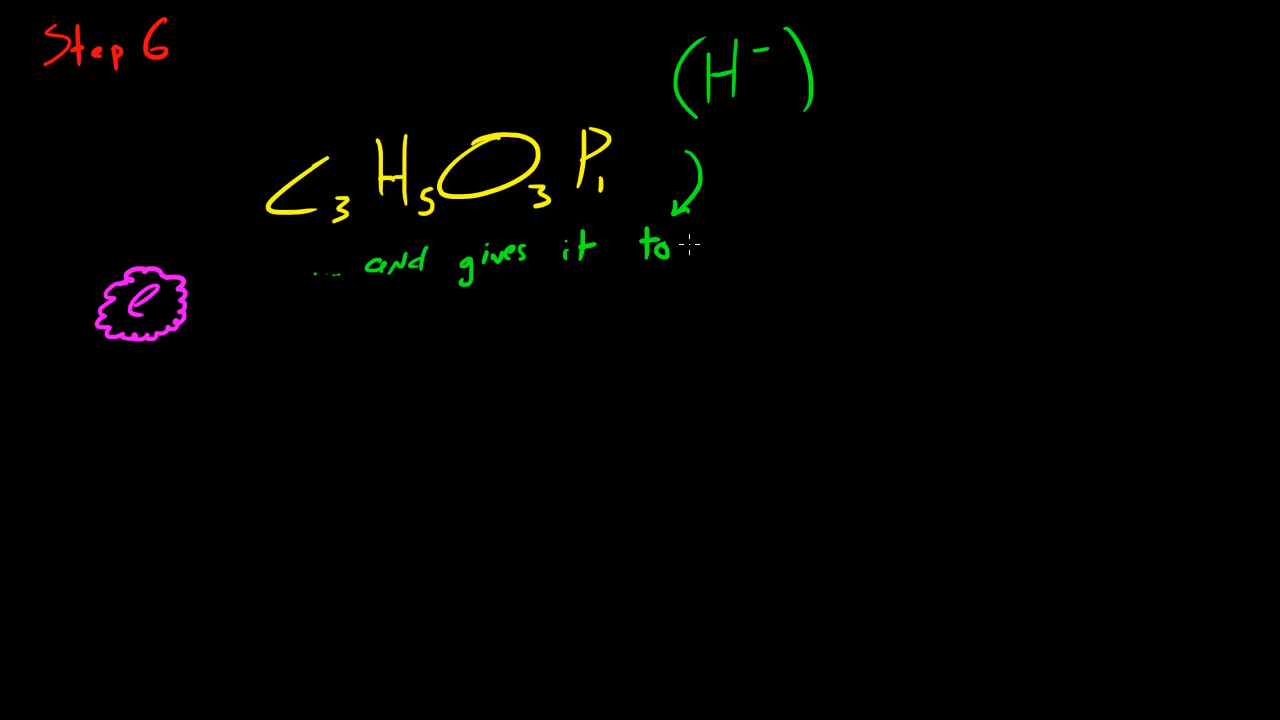 Step 6
(H⁻)
C₃H₅O₃P₁
... and gives it to
e